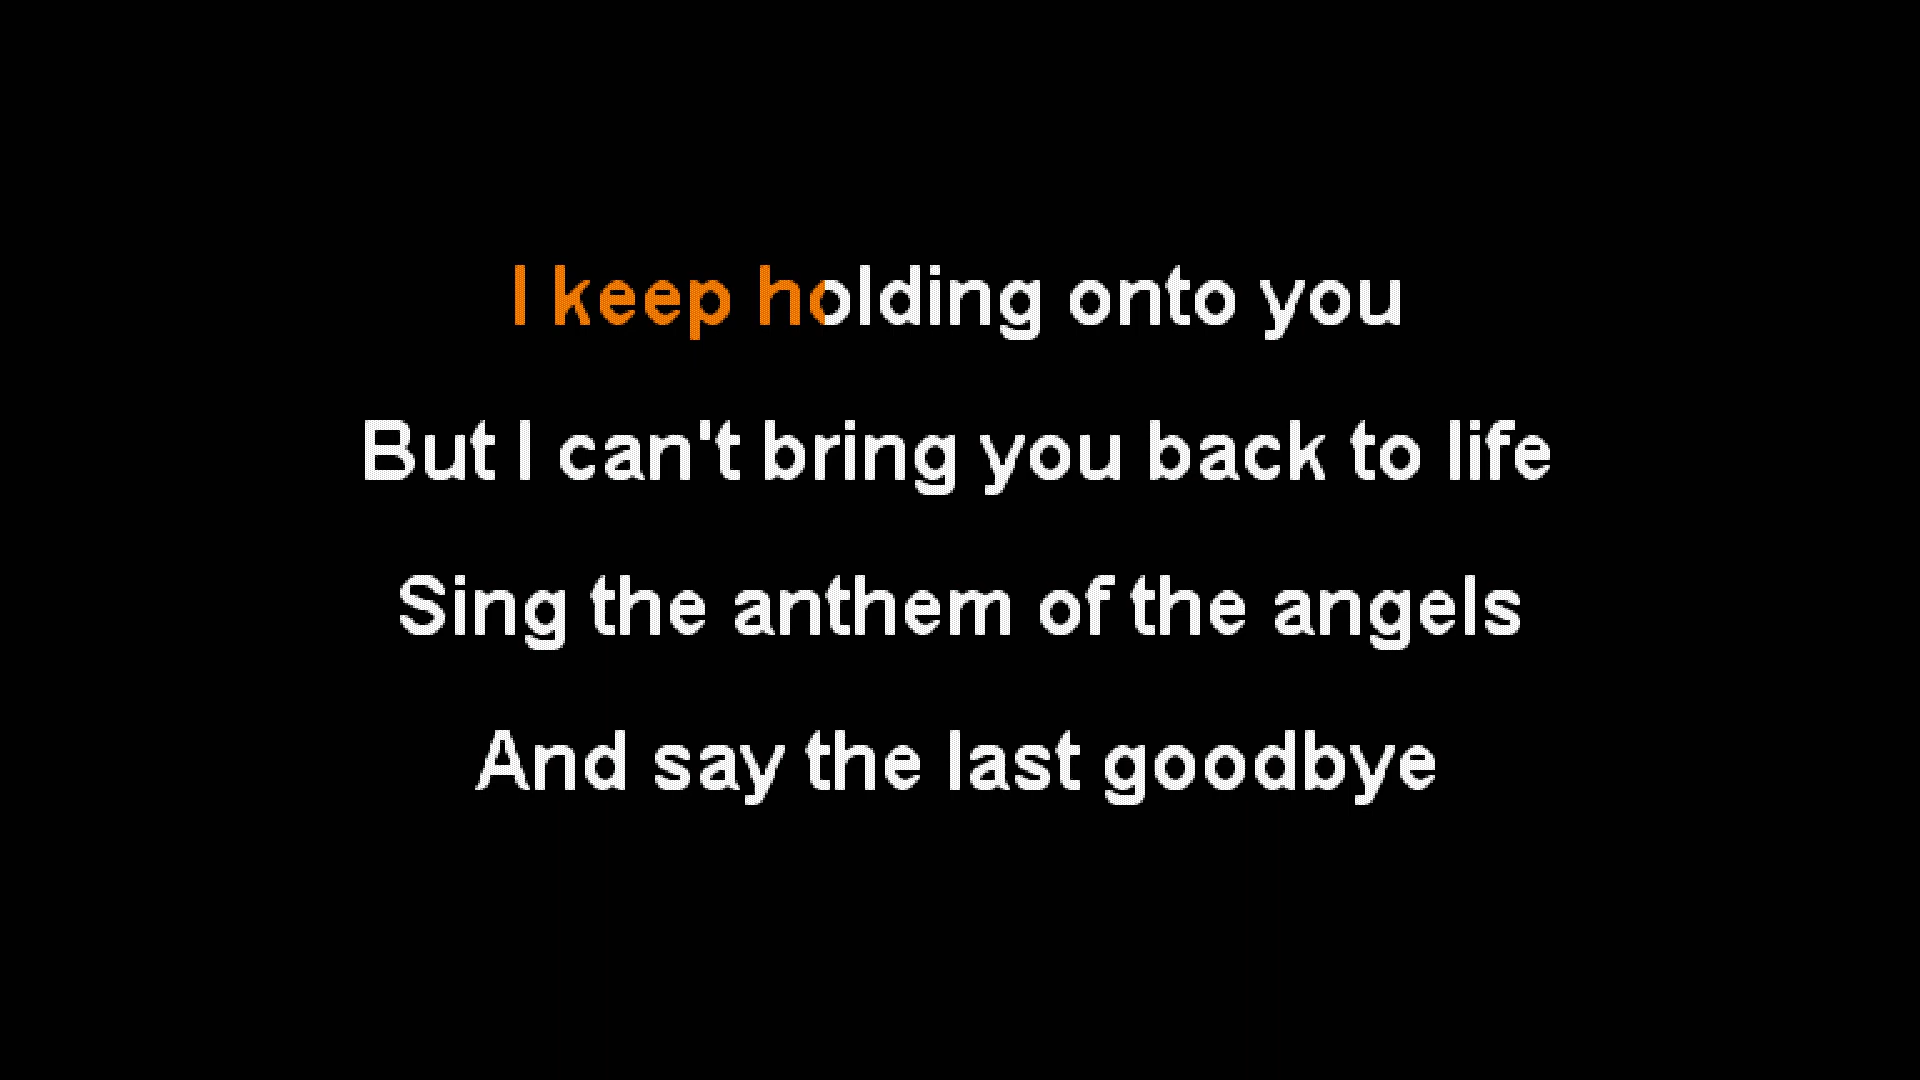 I keep holding onto you
But I can't bring you back to life
Sing the anthem of the angels
And say the last goodbye